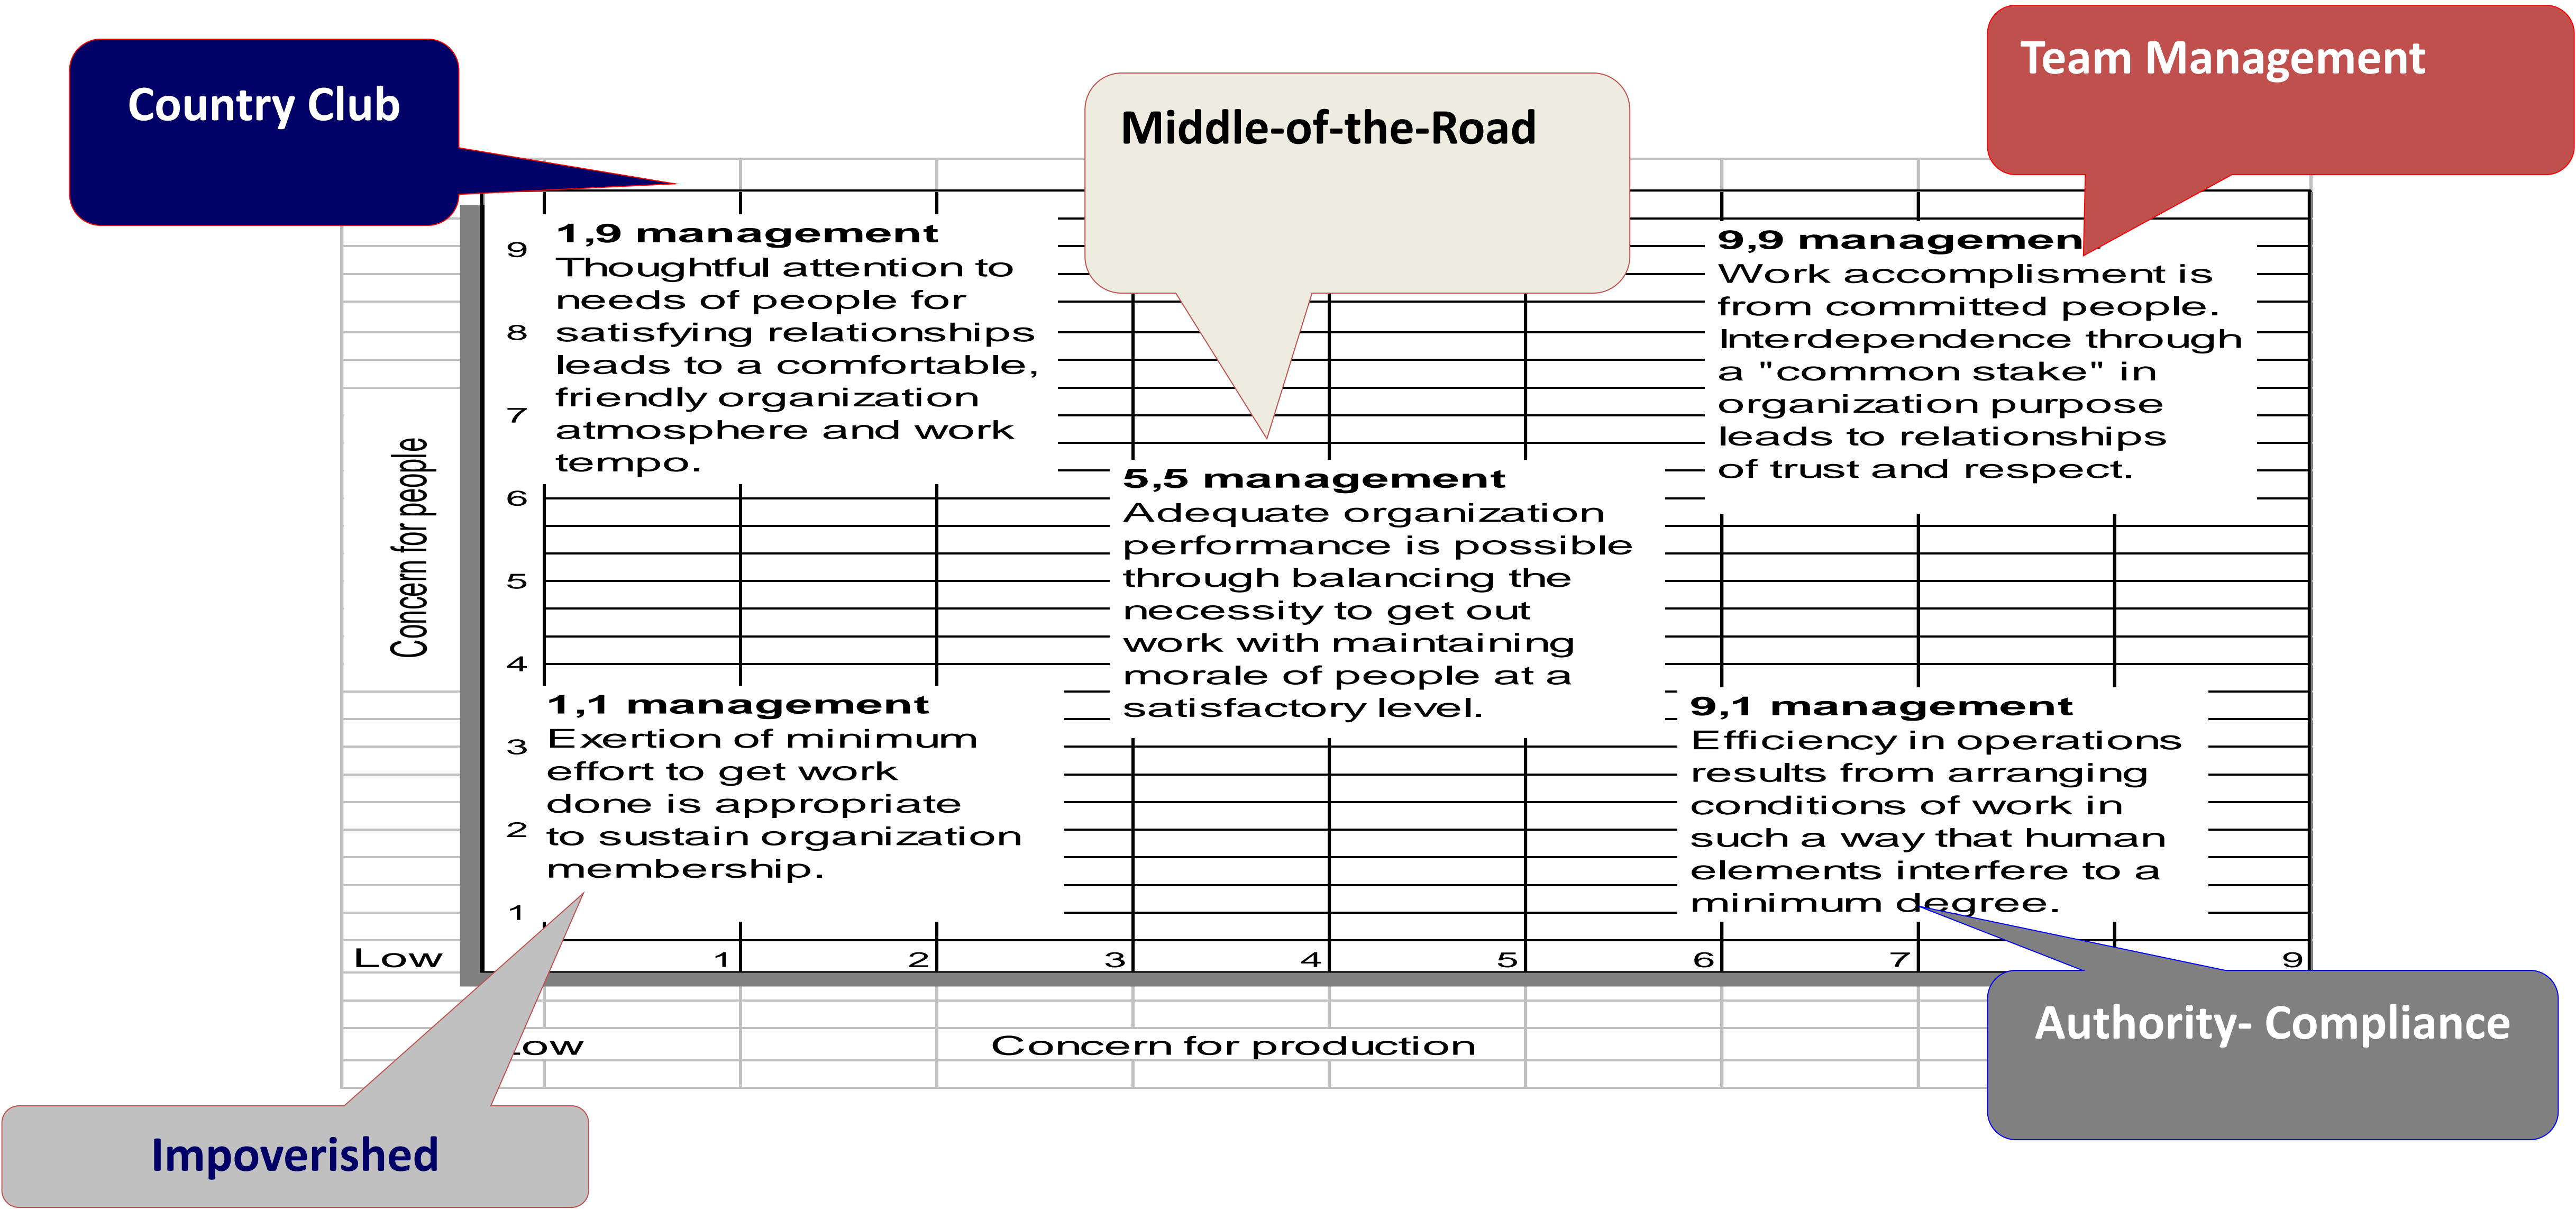 Country Club
Middle-of-the-Road
Team Management
1,9 management
Thoughtful attention to
needs of people for
satisfying relationships
leads to a comfortable,
friendly organization
atmosphere and work
tempo.
9,9 managemen
Work accomplisment is
from committed people.
Interdependence through
a "common stake" in
organization purpose
leads to relationships
of trust and respect.
5,5 management
Adequate organization
performance is possible
through balancing the
necessity to get out
work with maintaining
morale of people at a
satisfactory level.
1,1 management
Exertion of minimum
effort to get work
done is appropriate
to sustain organization
membership.
9,1 management
Efficiency in operations
results from arranging
conditions of work in
such a way that human
elements interfere to a
minimum degree.
Concern for people
9
8
7
6
5
4
3
2
1
Low
1 2 3 4 5 6 7 9
ow
Concern for production
Authority- Compliance
Impoverished